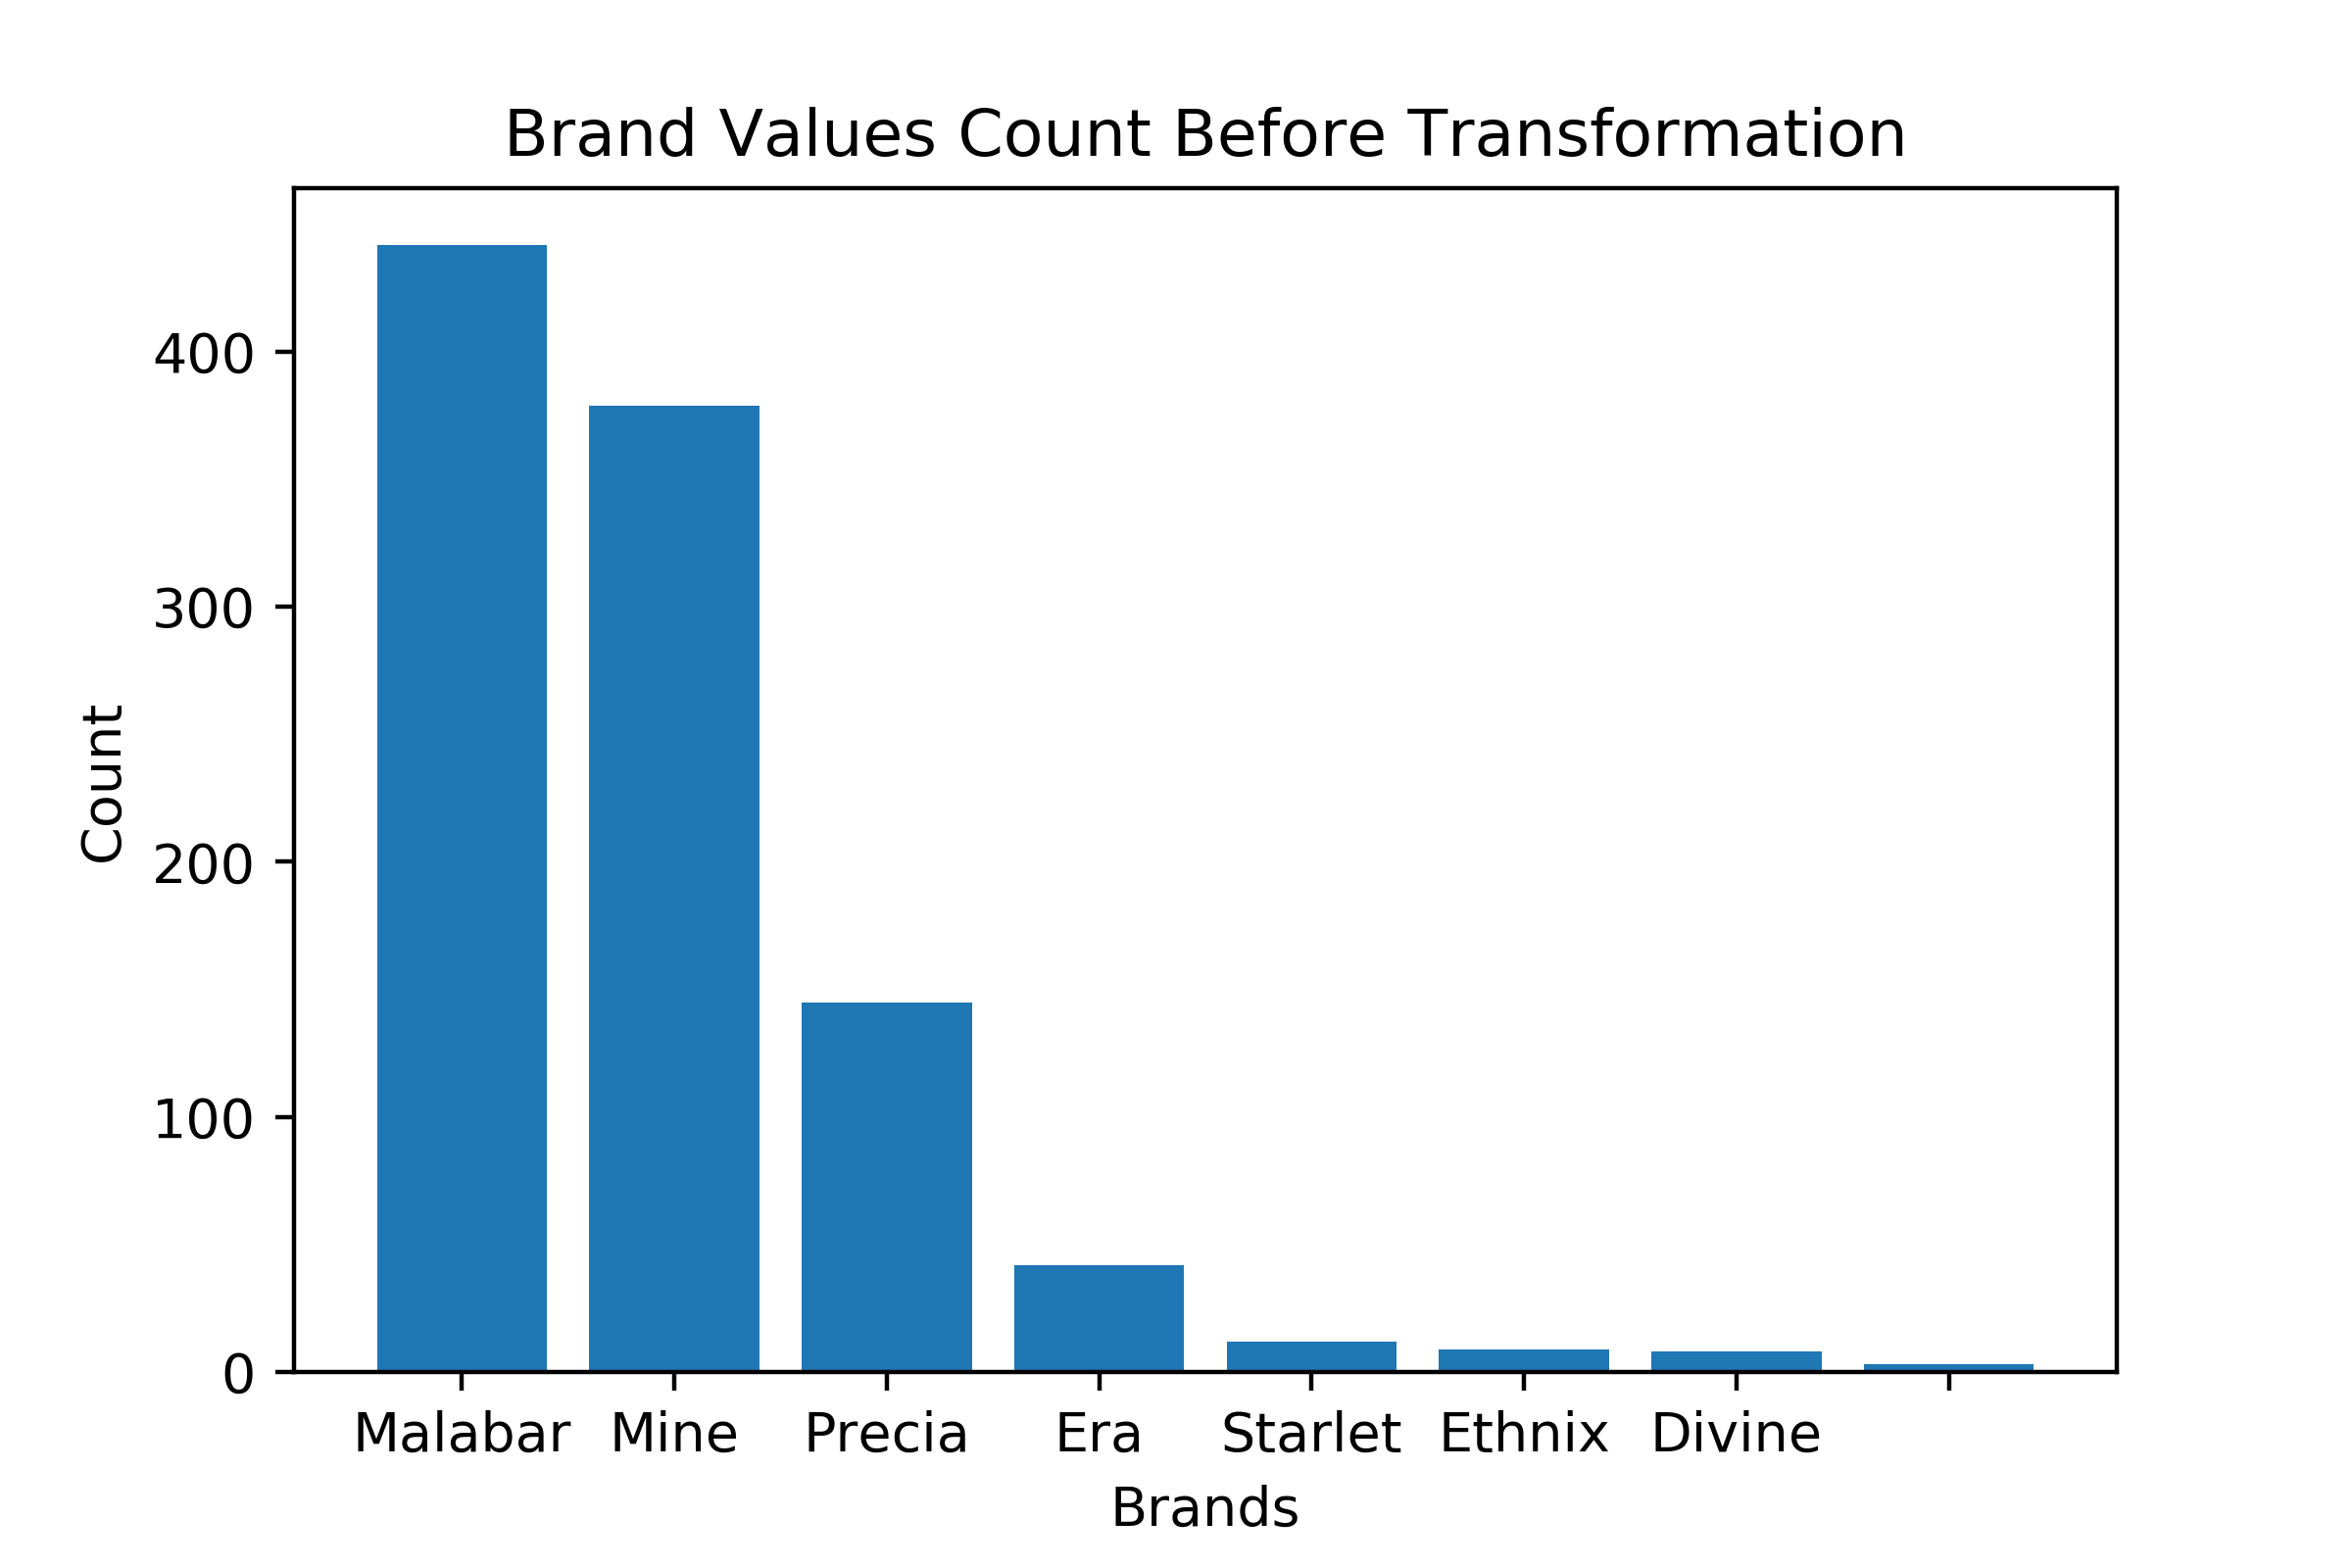 Brand Values Count Before Transformation
400
300
200
100
0
Count
Malabar Mine Precia Era Starlet Ethnix Divine
Brands